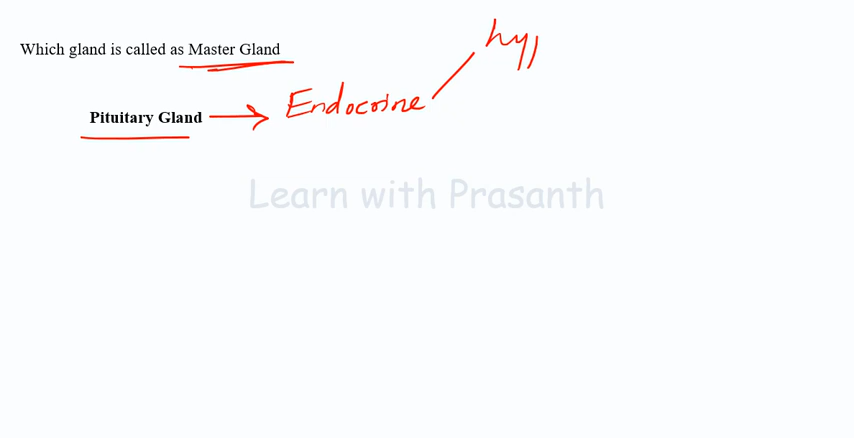 Which gland is called as Master Gland
Pituitary Gland → Endocrine
Learn with Prasanth